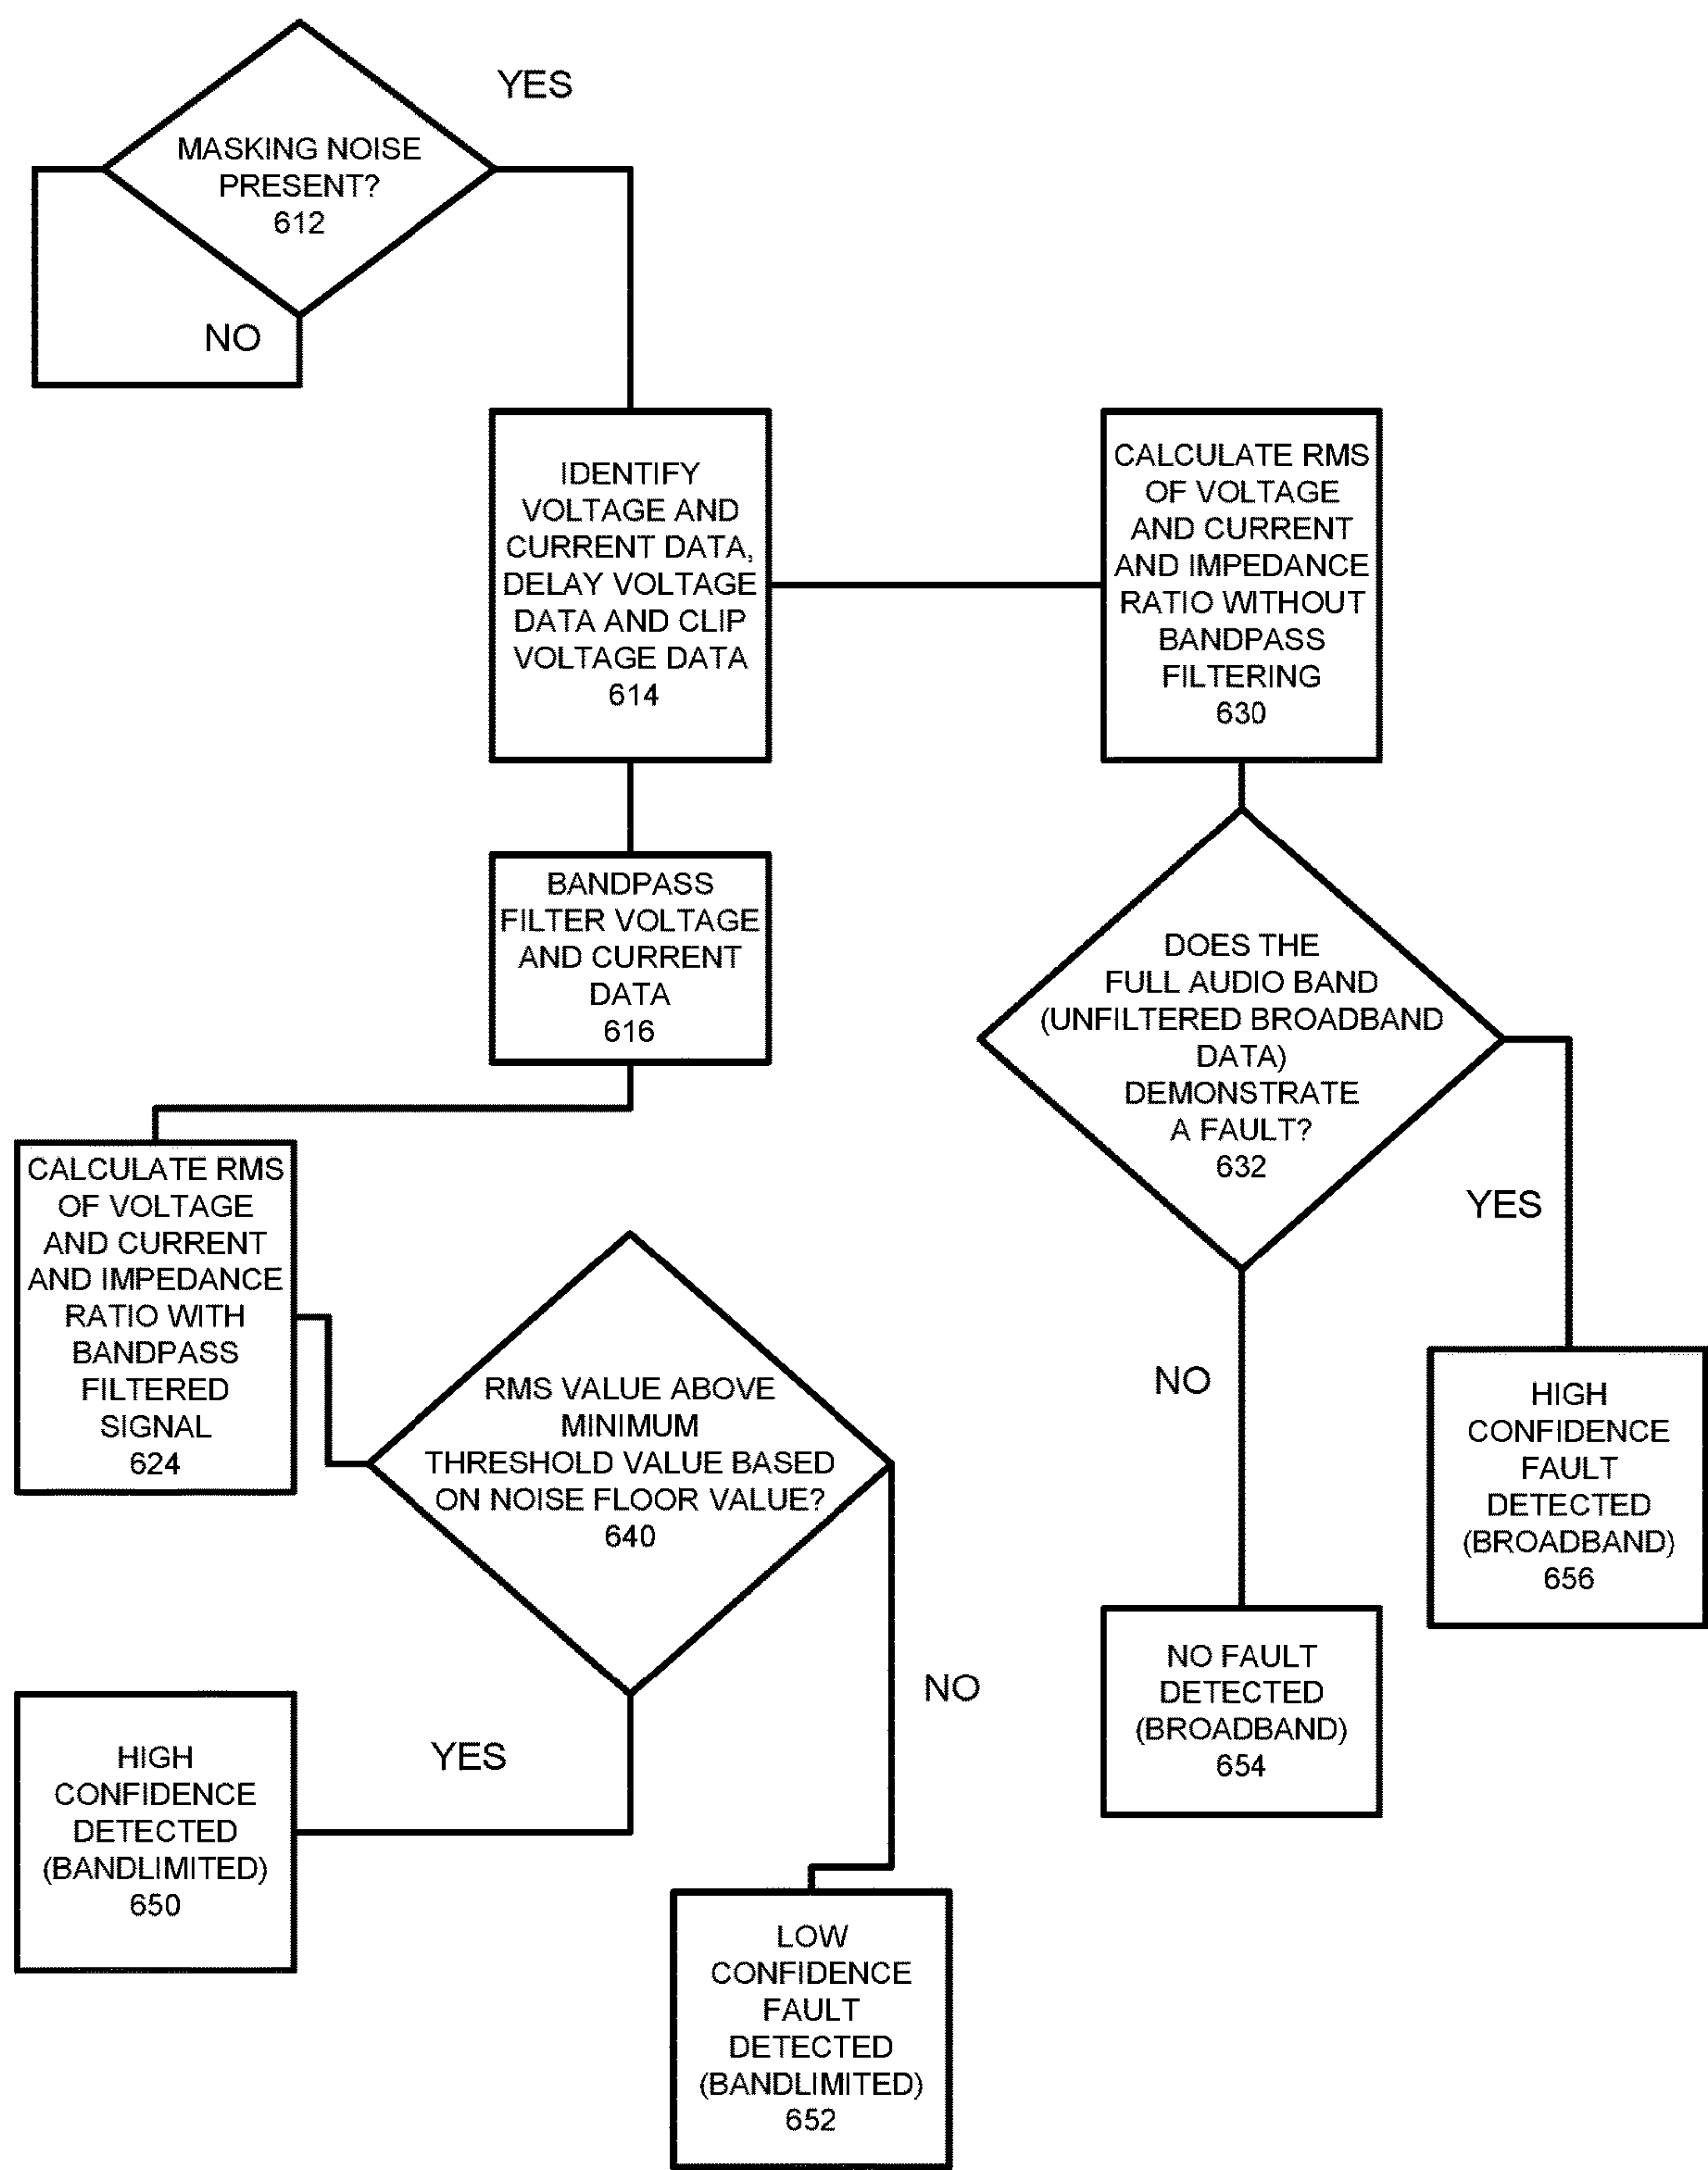 YES
MASKING NOISE
PRESENT?
612
NO
IDENTIFY
VOLTAGE AND
CURRENT DATA,
DELAY VOLTAGE
DATA AND CLIP
VOLTAGE DATA
614
CALCULATE RMS
OF VOLTAGE
AND CURRENT
AND IMPEDANCE
RATIO WITHOUT
BANDPASS
FILTERING
630
BANDPASS
FILTER VOLTAGE
AND CURRENT
DATA
616
DOES THE
FULL AUDIO BAND
(UNFILTERED BROADBAND
DATA)
DEMONSTRATE
A FAULT?
632
YES
NO
CALCULATE RMS
OF VOLTAGE
AND CURRENT
AND IMPEDANCE
RATIO WITH
BANDPASS
FILTERED
SIGNAL
624
RMS VALUE ABOVE
MINIMUM
THRESHOLD VALUE BASED
ON NOISE FLOOR VALUE?
640
HIGH
CONFIDENCE
FAULT
DETECTED
(BROADBAND)
656
NO FAULT
DETECTED
(BROADBAND)
654
NO
YES
HIGH
CONFIDENCE
DETECTED
(BANDLIMITED)
650
LOW
CONFIDENCE
FAULT
DETECTED
(BANDLIMITED)
652